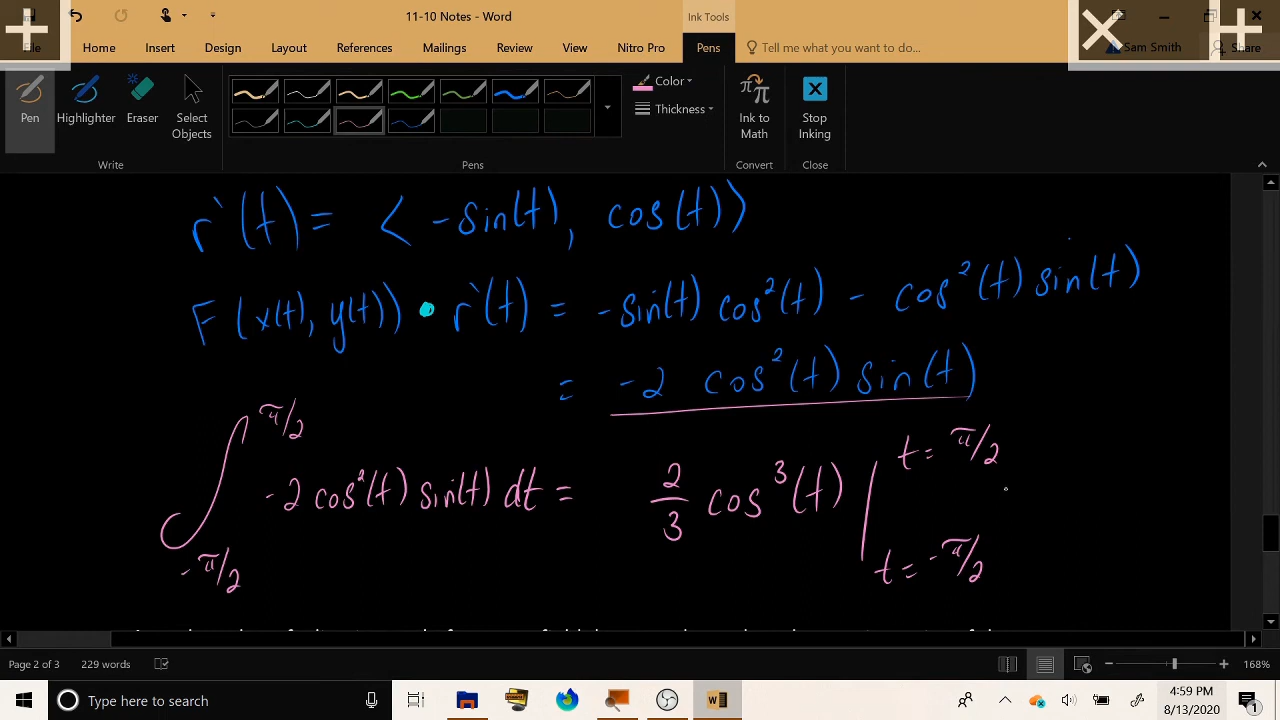 11-10 Notes - Word
Ink Tools
File Home Insert Design Layout References Mailings Review View Nitro Pro Pens Tell me what you want to do... Sam Smith Share
Pen Highlighter Eraser Select Objects
Color
Thickness
Ink to Math
Stop Inking
Write Pens Convert Close
r`(t) = < -sin(t), cos(t)>
F (x(t), y(t)) • r`(t) = -sin(t) cos²(t) - cos²(t) sin(t)
= -2 cos²(t) sin(t)
∫ π/2 -π/2 -2 cos²(t) sin(t) dt = 2/3 cos³(t) | t = π/2 t = -π/2
Page 2 of 3 229 words 168%
Type here to search
4:59 PM
8/13/2020
1